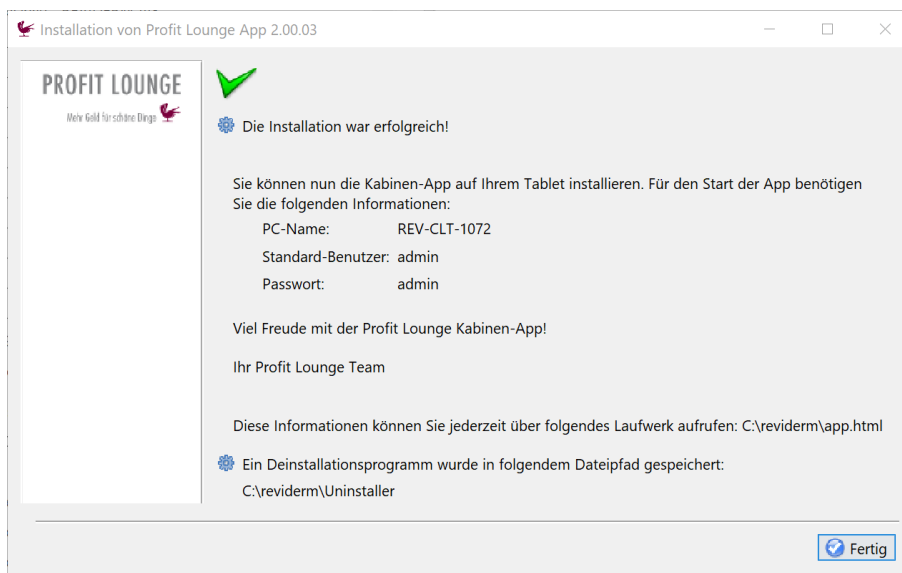 Installation von Profit Lounge App 2.00.03
PROFIT LOUNGE
Mehr Geld für schöne Dinge
Die Installation war erfolgreich!
Sie können nun die Kabinen-App auf Ihrem Tablet installieren. Für den Start der App benötigen
Sie die folgenden Informationen:
PC-Name: REV-CLT-1072
Standard-Benutzer: admin
Passwort: admin
Viel Freude mit der Profit Lounge Kabinen-App!
Ihr Profit Lounge Team
Diese Informationen können Sie jederzeit über folgendes Laufwerk aufrufen: C:\reviderm\app.html
Ein Deinstallationsprogramm wurde in folgendem Dateipfad gespeichert:
C:\reviderm\Uninstaller
Fertig